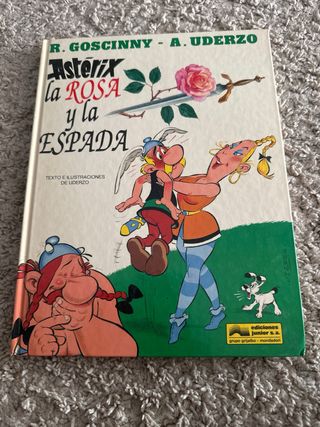 R. GOSCINNY - A. UDERZO
Astérix
la ROSA
y la
ESPADA
TEXTO E ILUSTRACIONES
DE UDERZO
ediciones
junior s.a.
grupo grijalbo - mondadori